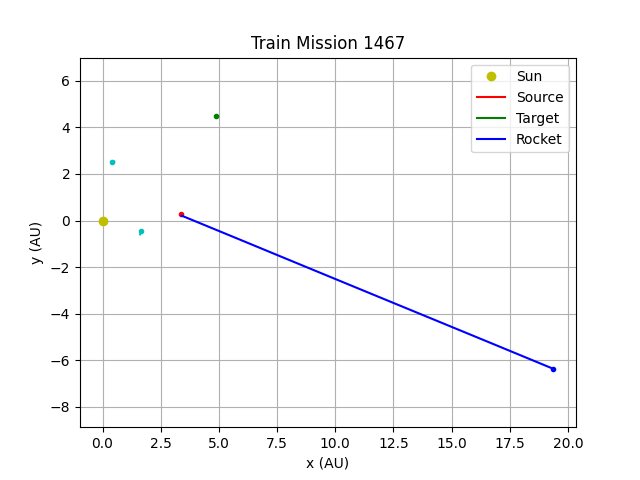 Train Mission 1467
Sun
Source
Target
Rocket
6
4
2
0
−2
−4
−6
−8
y (AU)
0.0 2.5 5.0 7.5 10.0 12.5 15.0 17.5 20.0
x (AU)